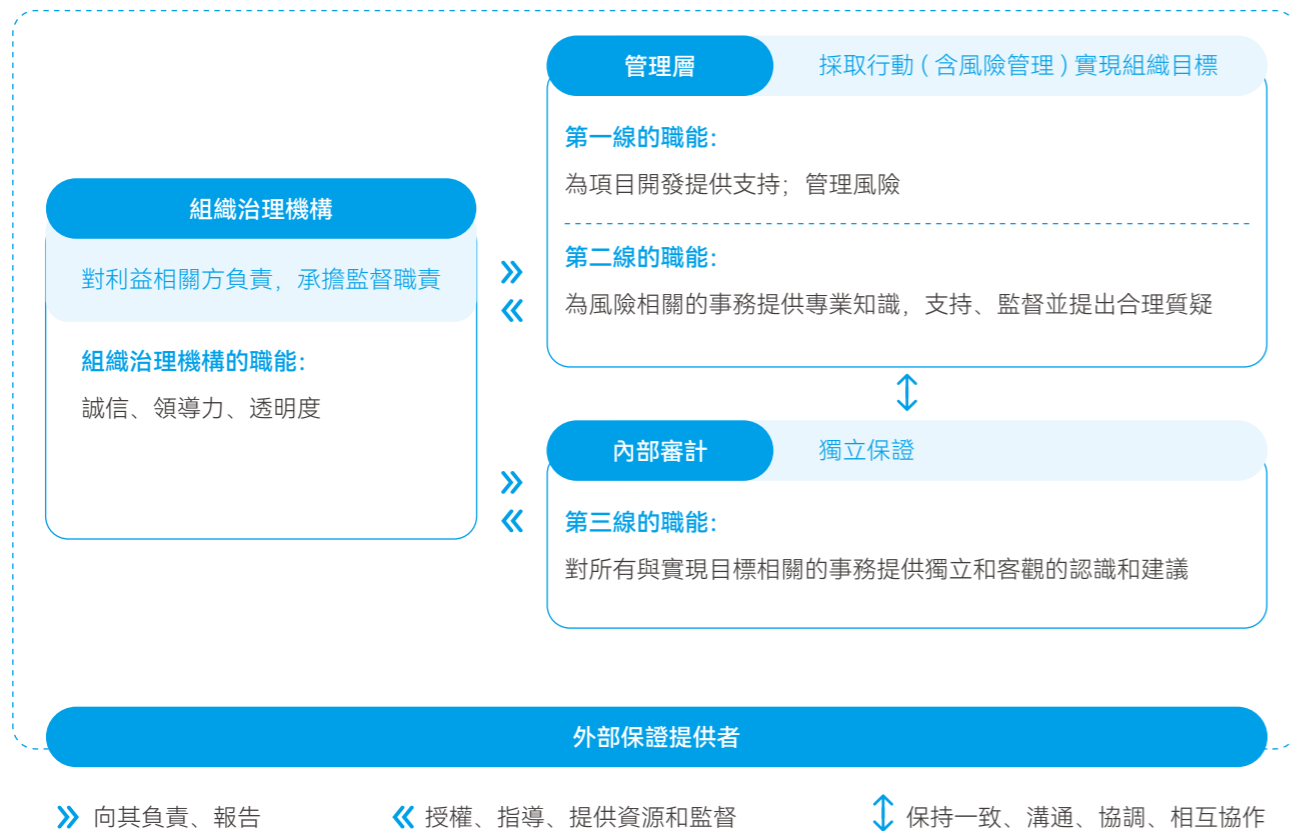 組織治理機構
對利益相關方負責，承擔監督職責
組織治理機構的職能：
誠信、領導力、透明度
管理層
採取行動 ( 含風險管理 ) 實現組織目標
第一線的職能：
為項目開發提供支持；管理風險
第二線的職能：
為風險相關的事務提供專業知識，支持、監督並提出合理質疑
內部審計
獨立保證
第三線的職能：
對所有與實現目標相關的事務提供獨立和客觀的認識和建議
外部保證提供者
向其負責、報告
授權、指導、提供資源和監督
保持一致、溝通、協調、相互協作